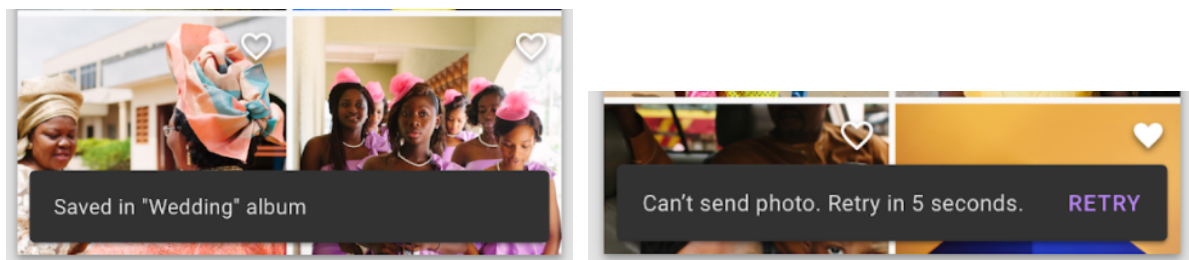 Saved in "Wedding" album
Can't send photo. Retry in 5 seconds. RETRY